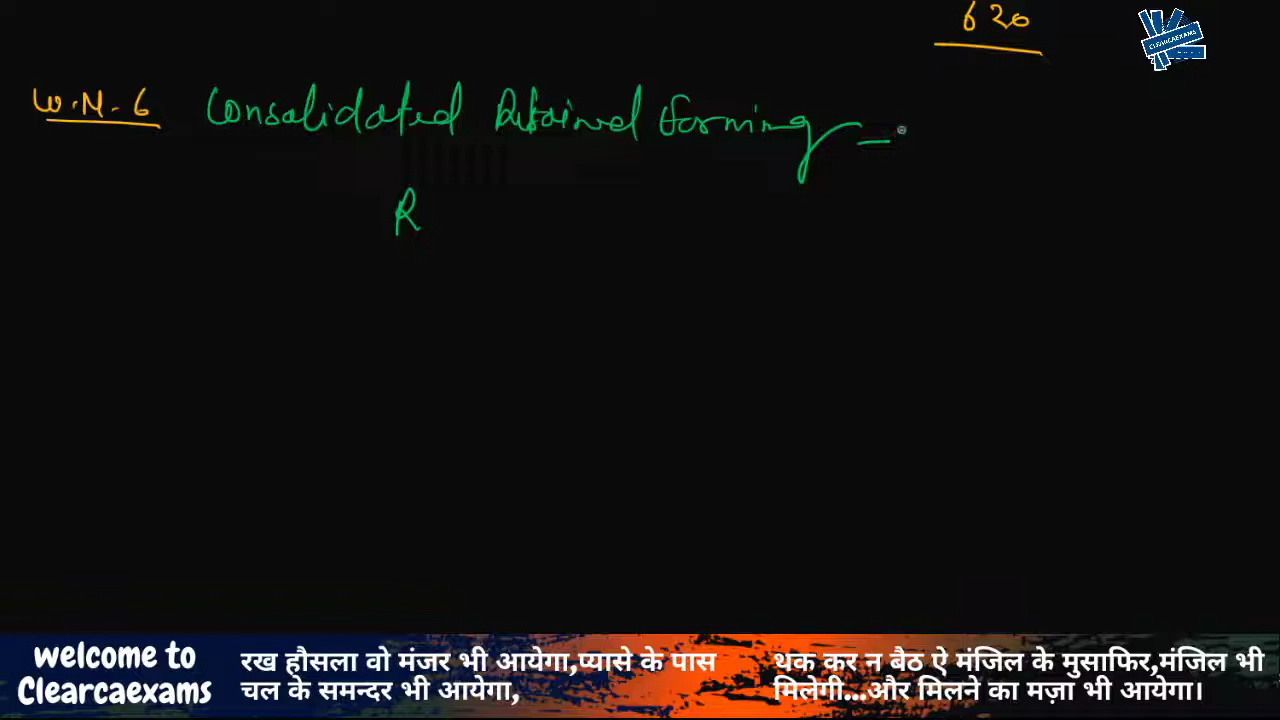 620
CLEARCAEXAMS
W.N-6 Consolidated Retained Earning =
R
welcome to
Clearcaexams
रख हौसला वो मंजर भी आयेगा,प्यासे के पास
चल के समन्दर भी आयेगा,
थक कर न बैठ ऐ मंजिल के मुसाफिर,मंजिल भी
मिलेगी...और मिलने का मज़ा भी आयेगा।